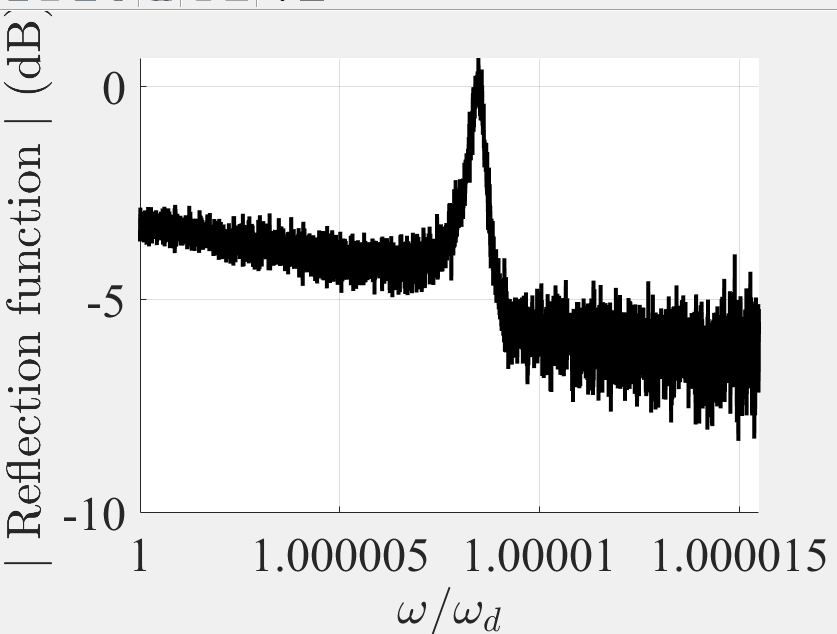 | Reflection function | (dB)
0
-5
-10
1 1.000005 1.00001 1.000015
ω/ω_d